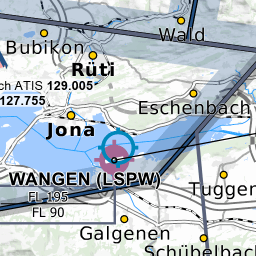 Bubikon
Wald
Rüti
ch ATIS 129.005
127.755
Eschenbach
Jona
WANGEN (LSPW)
FL 195
FL 90
Tuggen
Galgenen
Schübelbach